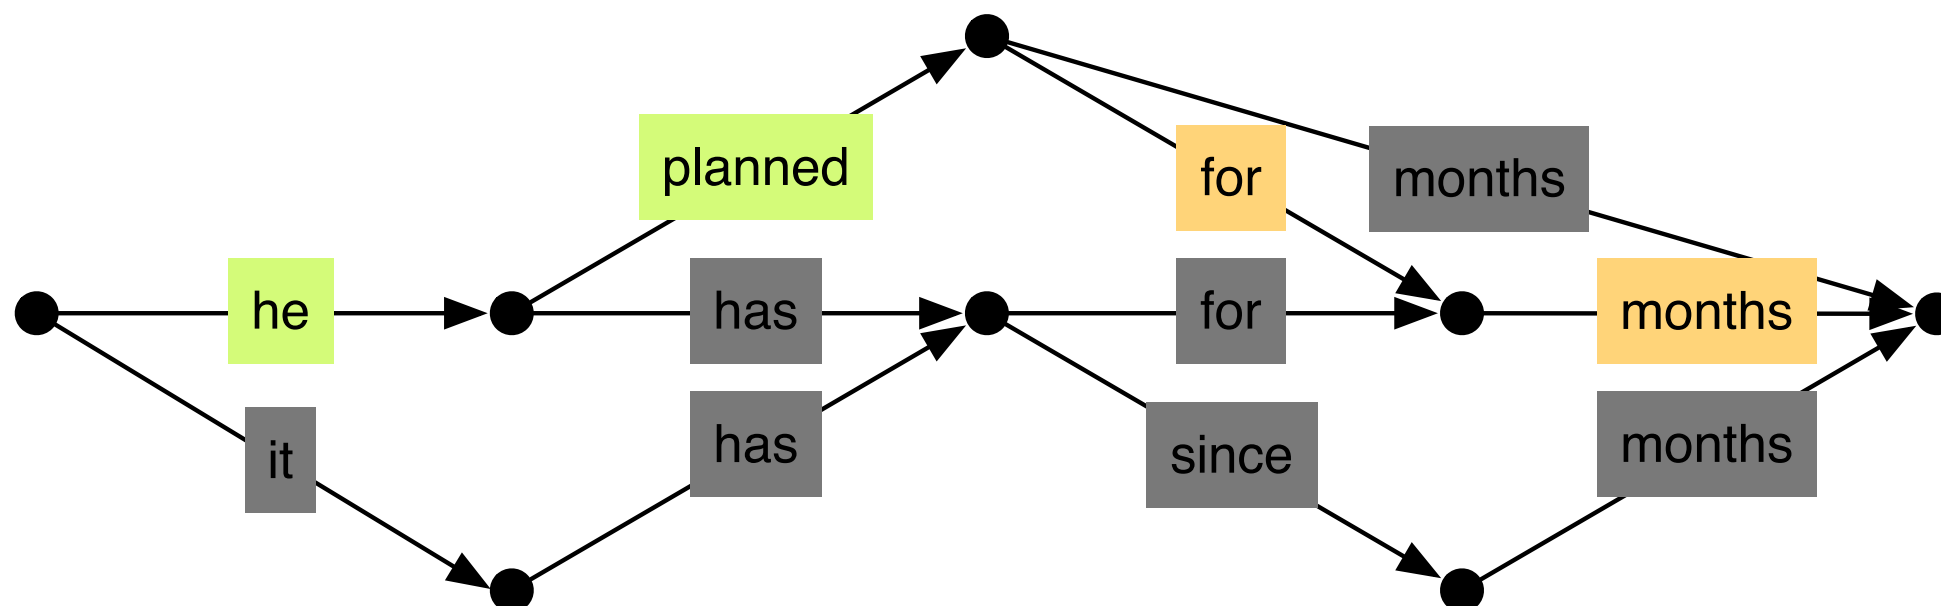 planned
for
months
he
has
for
months
it
has
since
months